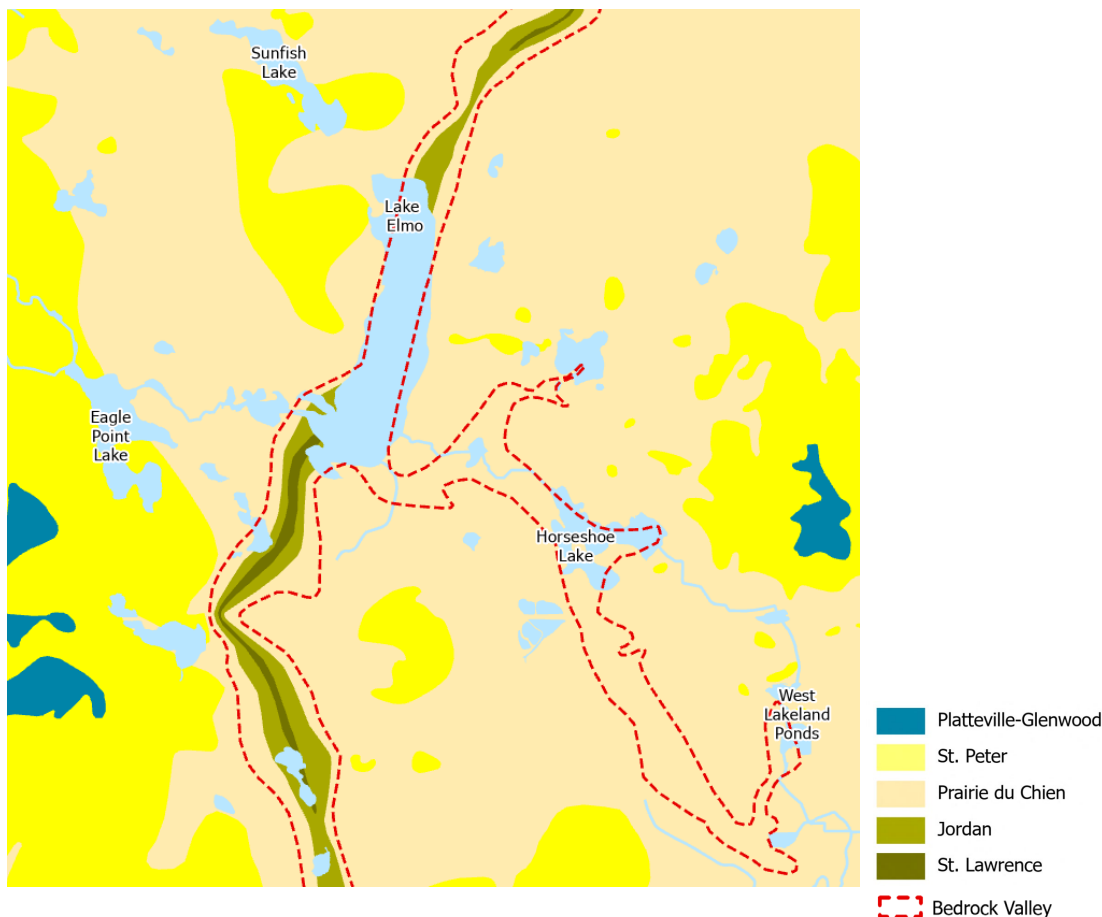 Sunfish
Lake
Lake
Elmo
Eagle
Point
Lake
Horseshoe
Lake
West
Lakeland
Ponds
Platteville-Glenwood
St. Peter
Prairie du Chien
Jordan
St. Lawrence
Bedrock Valley